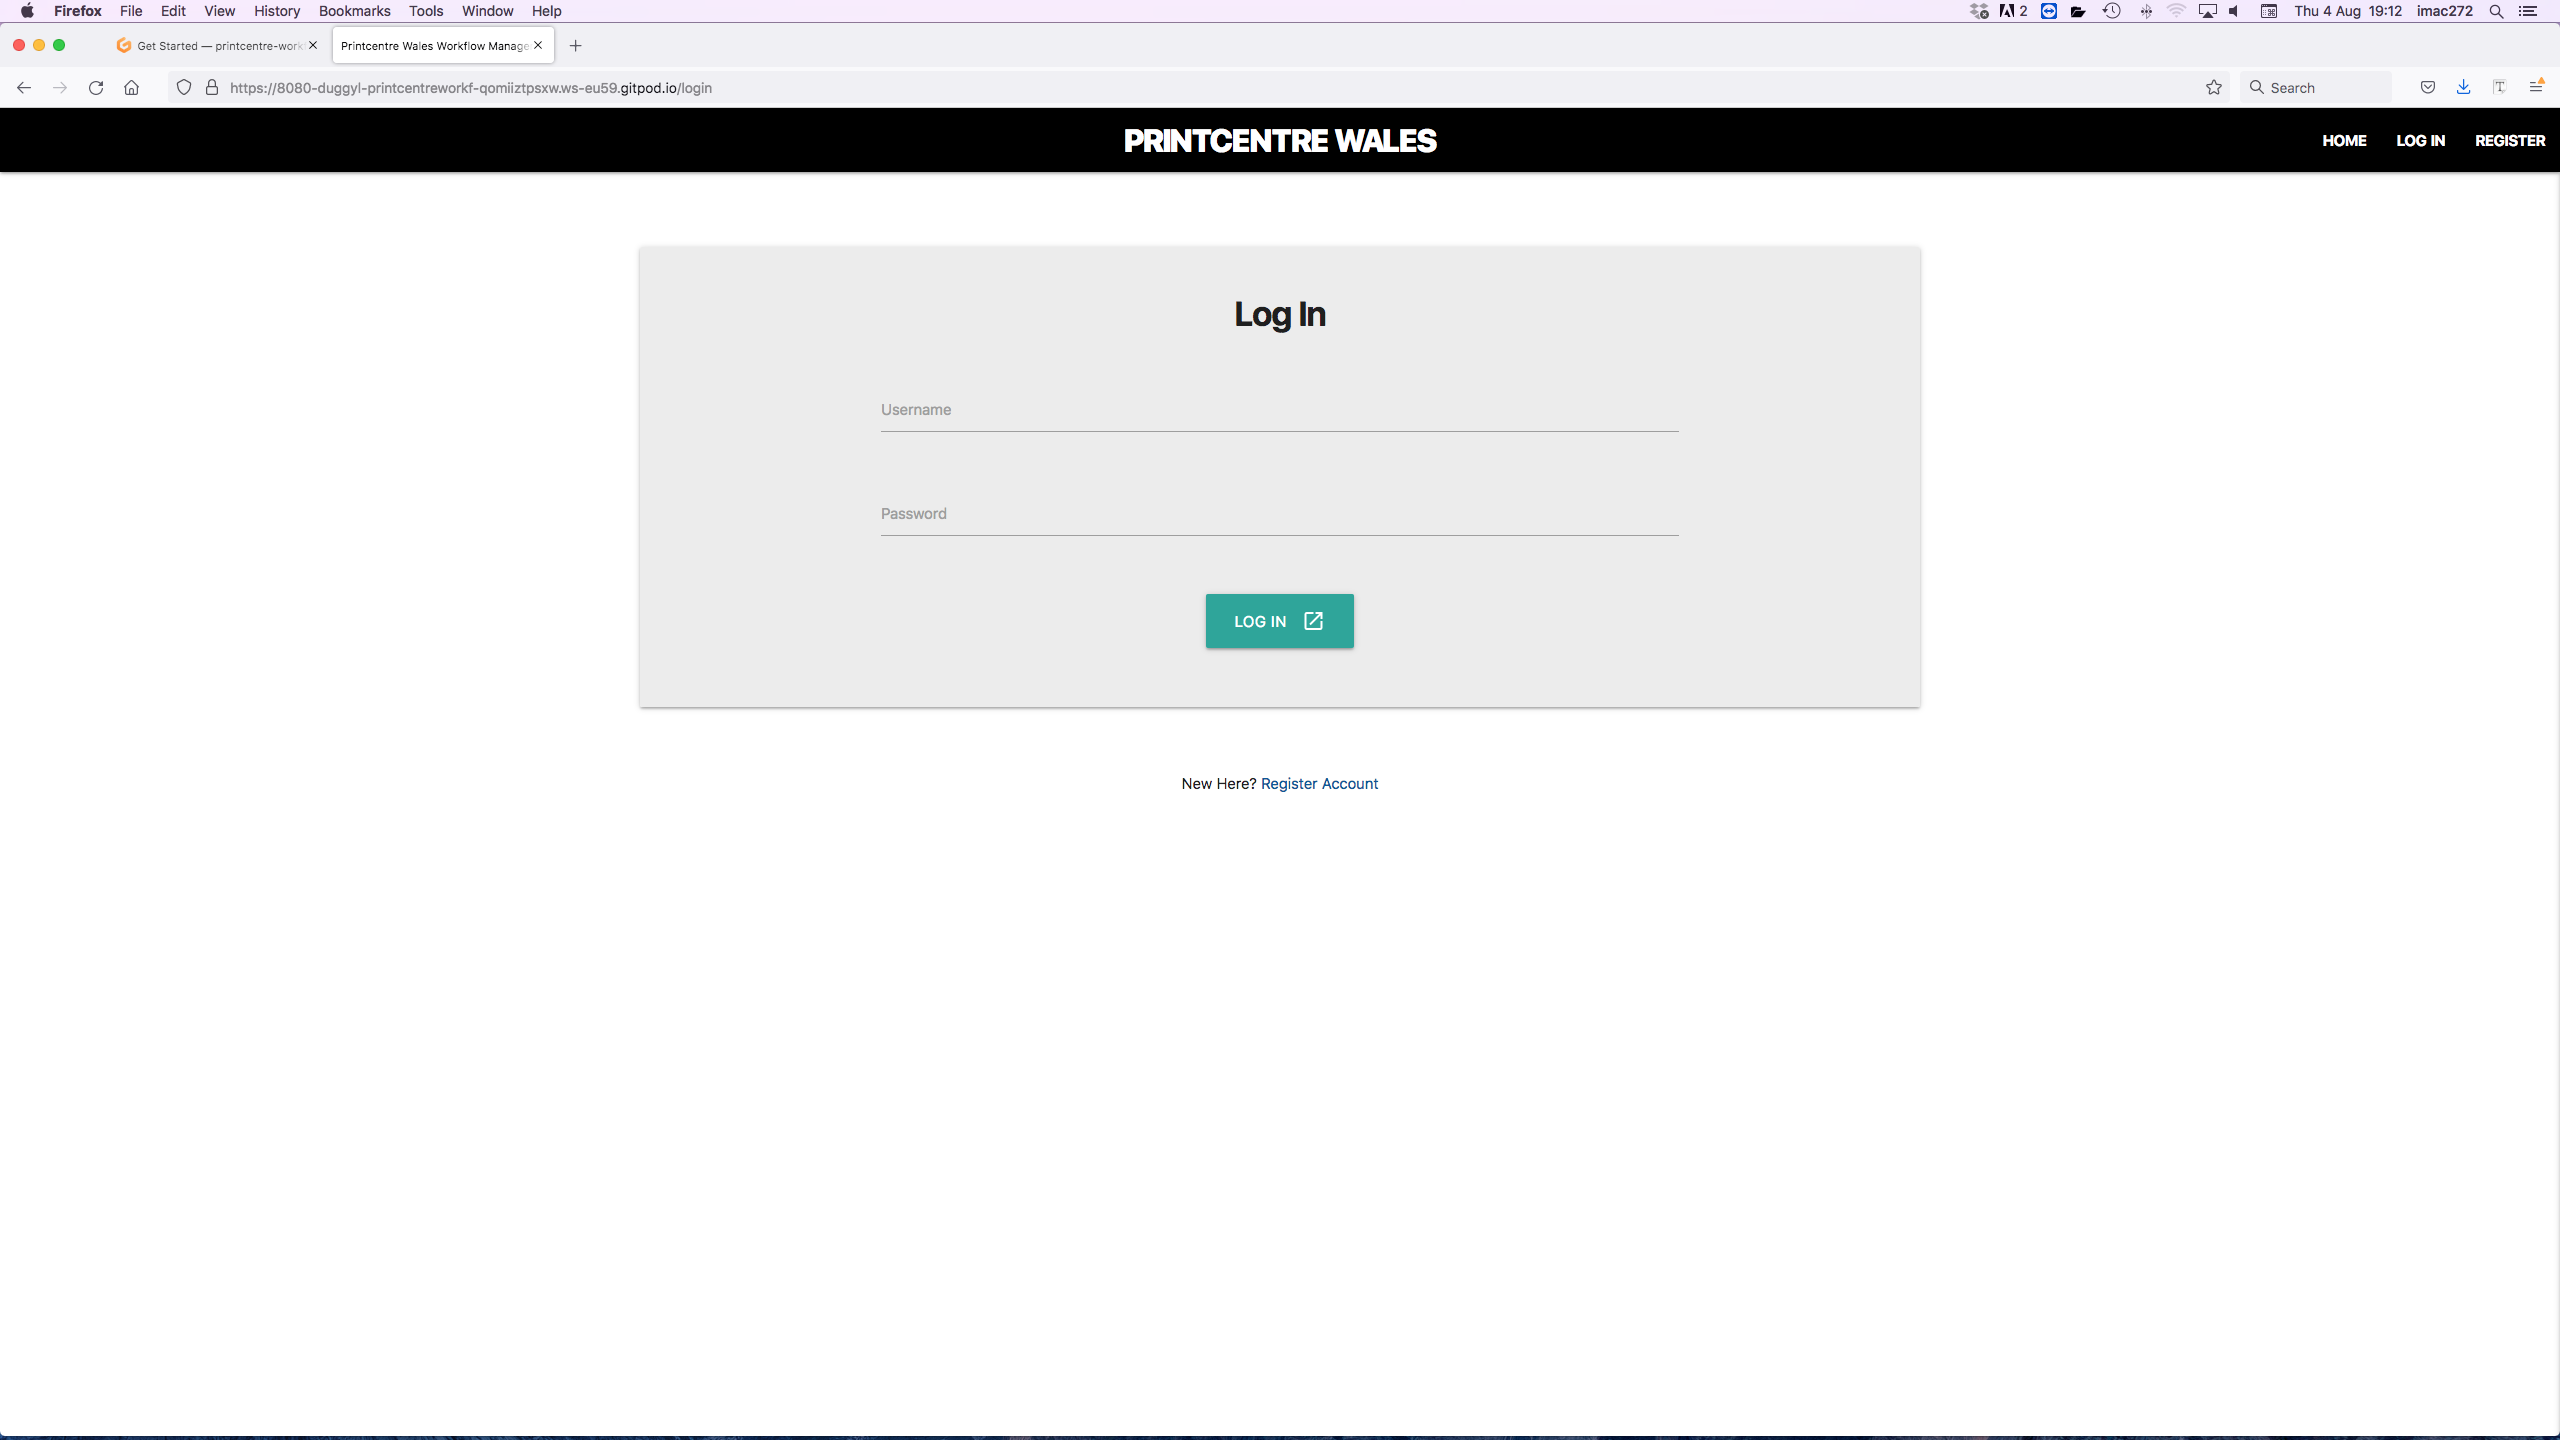 Firefox File Edit View History Bookmarks Tools Window Help 2 Thu 4 Aug 19:12 imac272
Get Started — printcentre-work Printcentre Wales Workflow Manage
https://8080-duggyl-printcentreworkf-qomiiztpsxw.ws-eu59.gitpod.io/login Search
PRINTCENTRE WALES HOME LOG IN REGISTER
Log In
Username
Password
LOG IN
New Here? Register Account